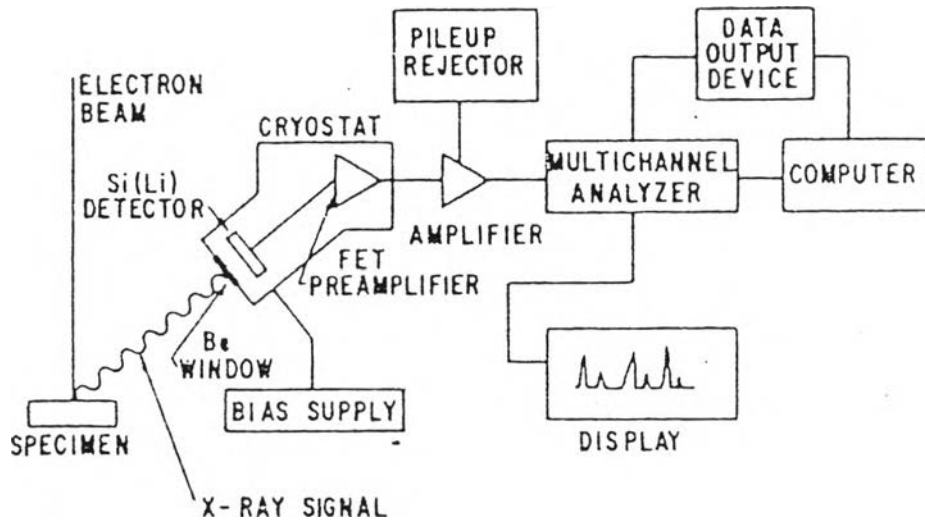 ELECTRON
BEAM
PILEUP
REJECTOR
DATA
OUTPUT
DEVICE
CRYOSTAT
Si(Li)
DETECTOR
MULTICHANNEL
ANALYZER
COMPUTER
AMPLIFIER
FET
PREAMPLIFIER
Be
WINDOW
BIAS SUPPLY
SPECIMEN
DISPLAY
X-RAY SIGNAL